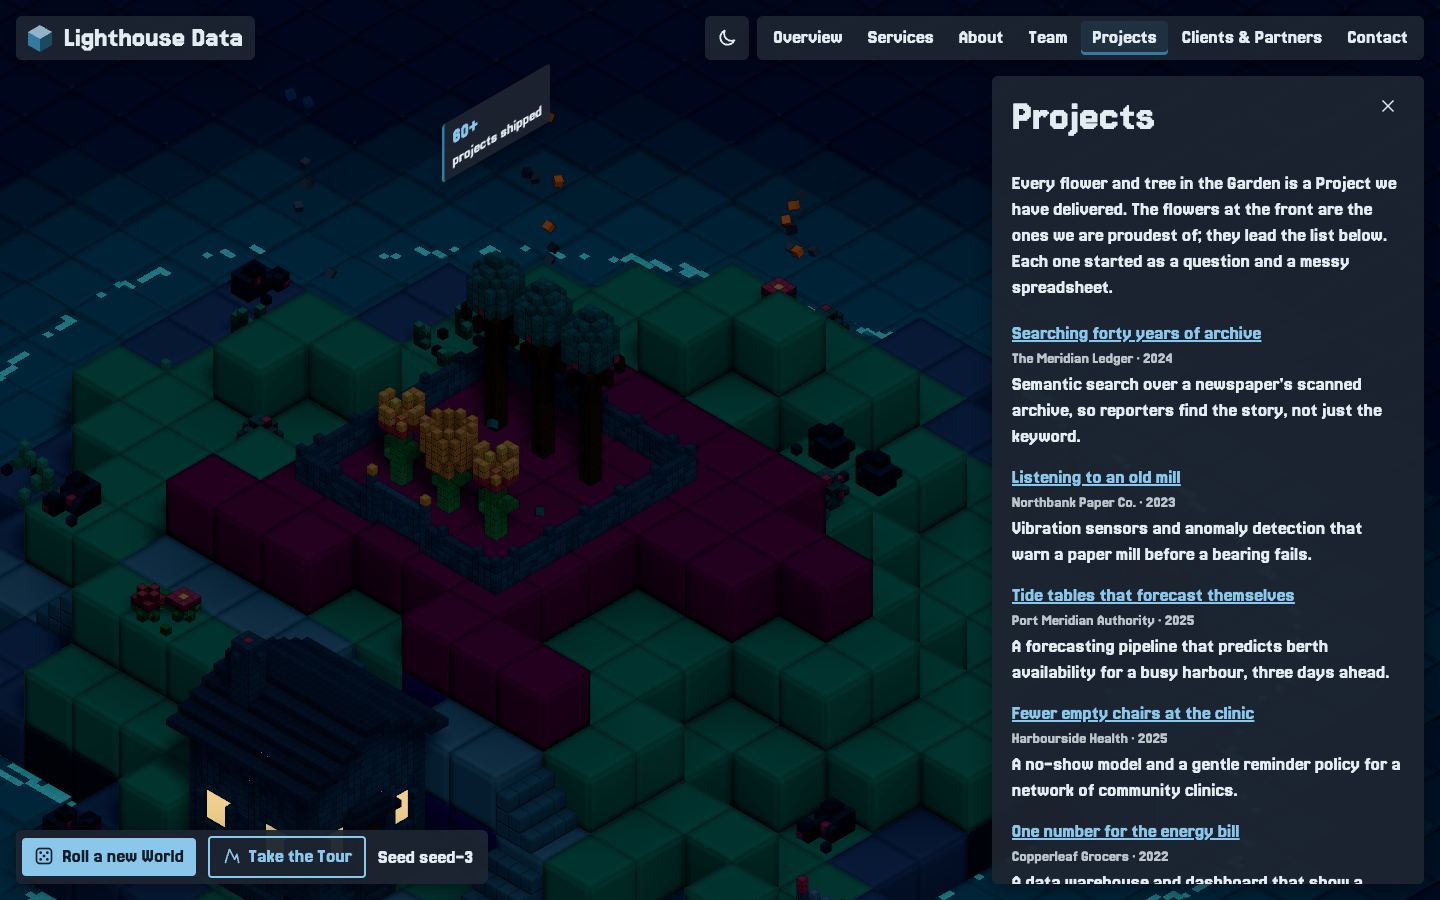 Lighthouse Data
Overview
Services
About
Team
Projects
Clients & Partners
Contact
60+
projects shipped
Projects
Every flower and tree in the Garden is a Project we
have delivered. The flowers at the front are the
ones we are proudest of; they lead the list below.
Each one started as a question and a messy
spreadsheet.
Searching forty years of archive
The Meridian Ledger · 2024
Semantic search over a newspaper's scanned
archive, so reporters find the story, not just the
keyword.
Listening to an old mill
Northbank Paper Co. · 2023
Vibration sensors and anomaly detection that
warn a paper mill before a bearing fails.
Tide tables that forecast themselves
Port Meridian Authority · 2025
A forecasting pipeline that predicts berth
availability for a busy harbour, three days ahead.
Fewer empty chairs at the clinic
Harbourside Health · 2025
A no-show model and a gentle reminder policy for a
network of community clinics.
One number for the energy bill
Copperleaf Grocers · 2022
A data warehouse and dashboard that show a
Roll a new World
Take the Tour
Seed seed-3